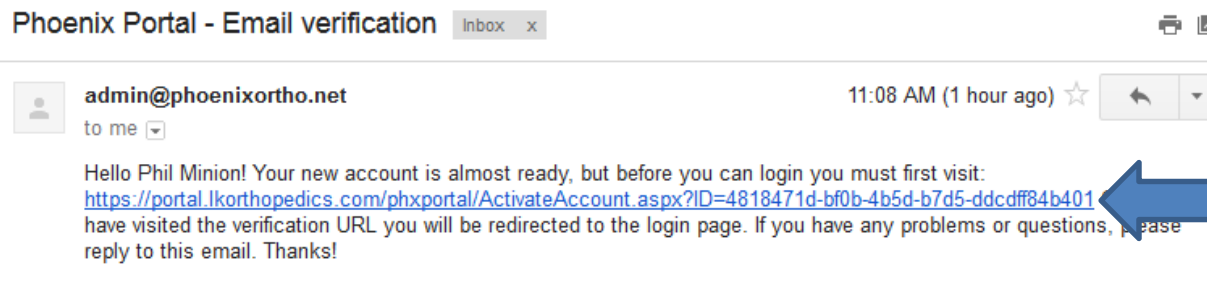 Phoenix Portal - Email verification Inbox x
admin@phoenixortho.net 11:08 AM (1 hour ago)
to me
Hello Phil Minion! Your new account is almost ready, but before you can login you must first visit:
https://portal.lkorthopedics.com/phxportal/ActivateAccount.aspx?ID=4818471d-bf0b-4b5d-b7d5-ddcdff84b401
have visited the verification URL you will be redirected to the login page. If you have any problems or questions, please
reply to this email. Thanks!